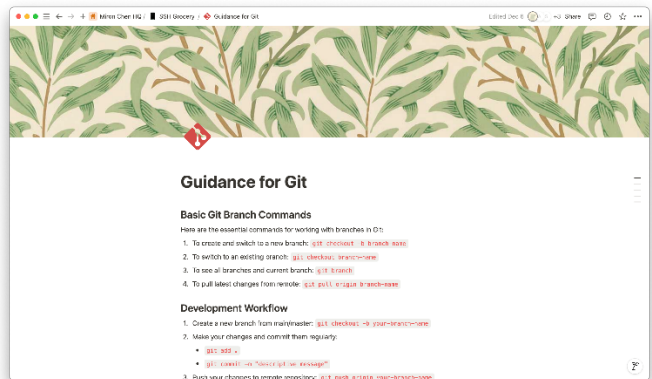 Mirim Chen HQ / SSH Grocery / Guidance for Git
Edited Dec 6
Share
Guidance for Git
Basic Git Branch Commands
Here are the essential commands for working with branches in Git:
1. To create and switch to a new branch: git checkout -b branch-name
2. To switch to an existing branch: git checkout branch-name
3. To see all branches and current branch: git branch
4. To pull latest changes from remote: git pull origin branch-name
Development Workflow
1. Create a new branch from main/master: git checkout -b your-branch-name
2. Make your changes and commit them regularly:
• git add .
• git commit -m "descriptive message"
3. Push your changes to remote repository: git push origin your-branch-name